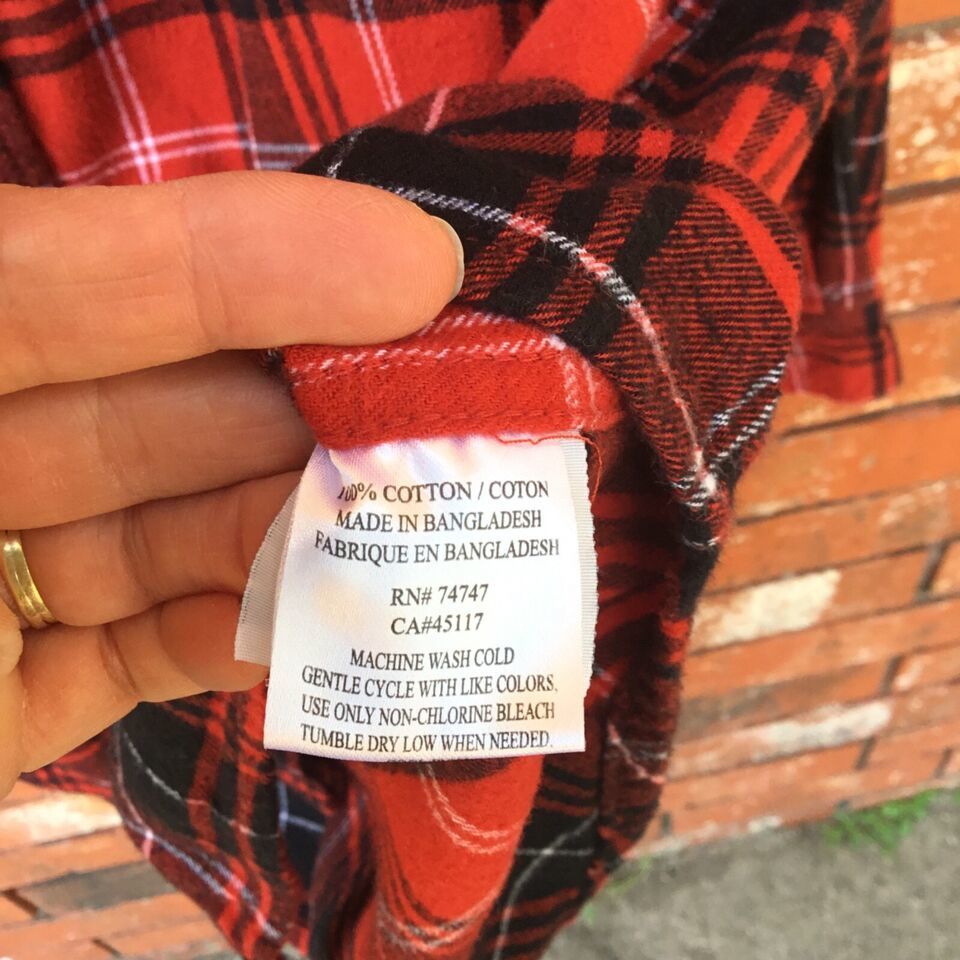 100% COTTON / COTON
MADE IN BANGLADESH
FABRIQUE EN BANGLADESH
RN# 74747
CA#45117
MACHINE WASH COLD
GENTLE CYCLE WITH LIKE COLORS,
USE ONLY NON-CHLORINE BLEACH
TUMBLE DRY LOW WHEN NEEDED.